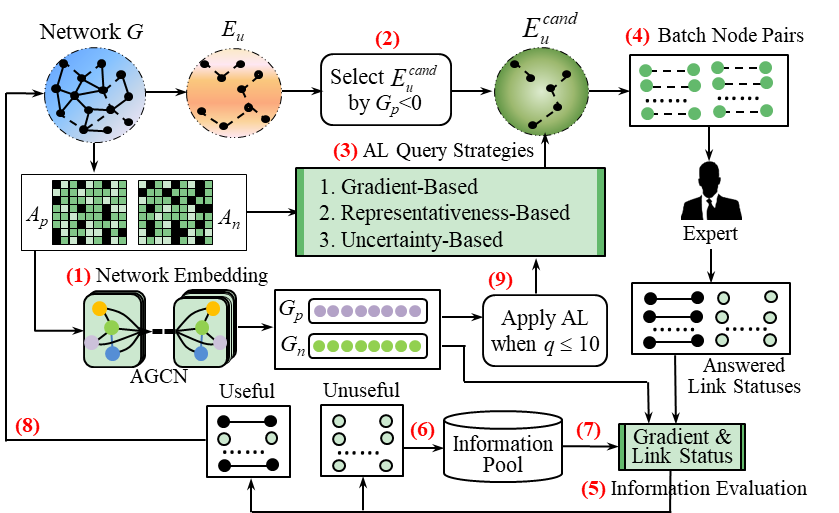 Network G
E_u
E_u^{cand}
(2)
Select E_u^{cand}
by G_p<0
(4) Batch Node Pairs
(3) AL Query Strategies
1. Gradient-Based
2. Representativeness-Based
3. Uncertainty-Based
A_p
A_n
Expert
(1) Network Embedding
AGCN
G_p
G_n
(9)
Apply AL
when q ≤ 10
Answered
Link Statuses
Useful
Unuseful
(8)
(6)
Information
Pool
(7)
Gradient &
Link Status
(5) Information Evaluation